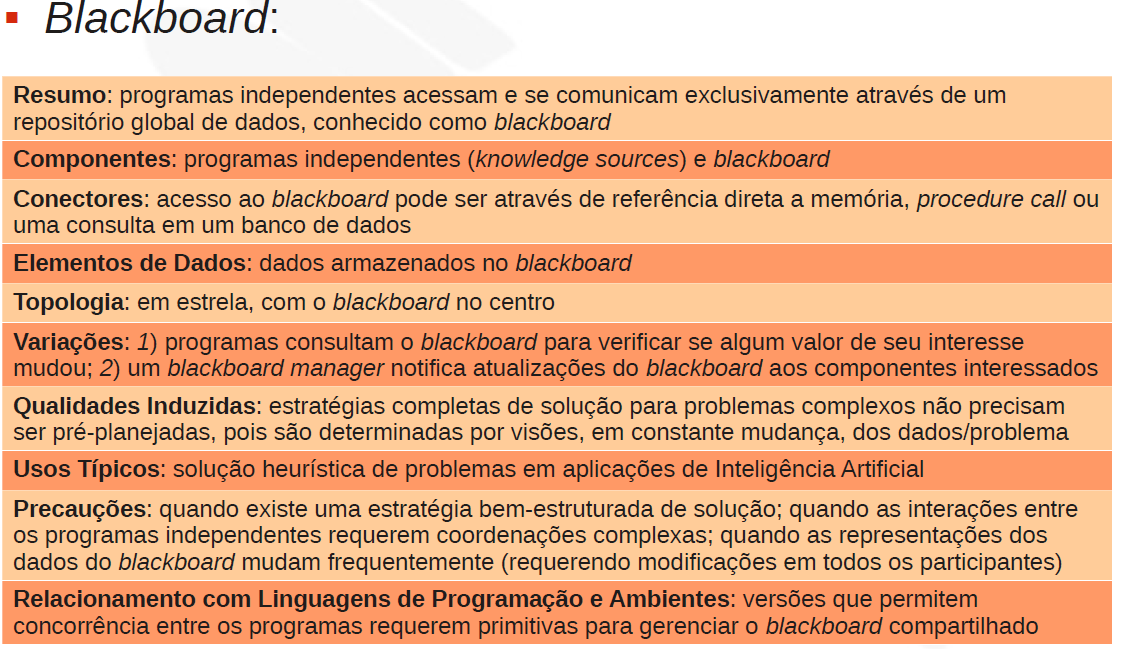 Blackboard:
Resumo: programas independentes acessam e se comunicam exclusivamente através de um
repositório global de dados, conhecido como blackboard
Componentes: programas independentes (knowledge sources) e blackboard
Conectores: acesso ao blackboard pode ser através de referência direta a memória, procedure call ou
uma consulta em um banco de dados
Elementos de Dados: dados armazenados no blackboard
Topologia: em estrela, com o blackboard no centro
Variações: 1) programas consultam o blackboard para verificar se algum valor de seu interesse
mudou; 2) um blackboard manager notifica atualizações do blackboard aos componentes interessados
Qualidades Induzidas: estratégias completas de solução para problemas complexos não precisam
ser pré-planejadas, pois são determinadas por visões, em constante mudança, dos dados/problema
Usos Típicos: solução heurística de problemas em aplicações de Inteligência Artificial
Precauções: quando existe uma estratégia bem-estruturada de solução; quando as interações entre
os programas independentes requerem coordenações complexas; quando as representações dos
dados do blackboard mudam frequentemente (requerendo modificações em todos os participantes)
Relacionamento com Linguagens de Programação e Ambientes: versões que permitem
concorrência entre os programas requerem primitivas para gerenciar o blackboard compartilhado